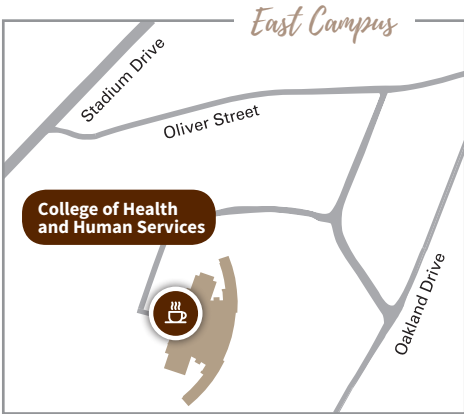 East Campus
Stadium Drive
Oliver Street
College of Health
and Human Services
Oakland Drive